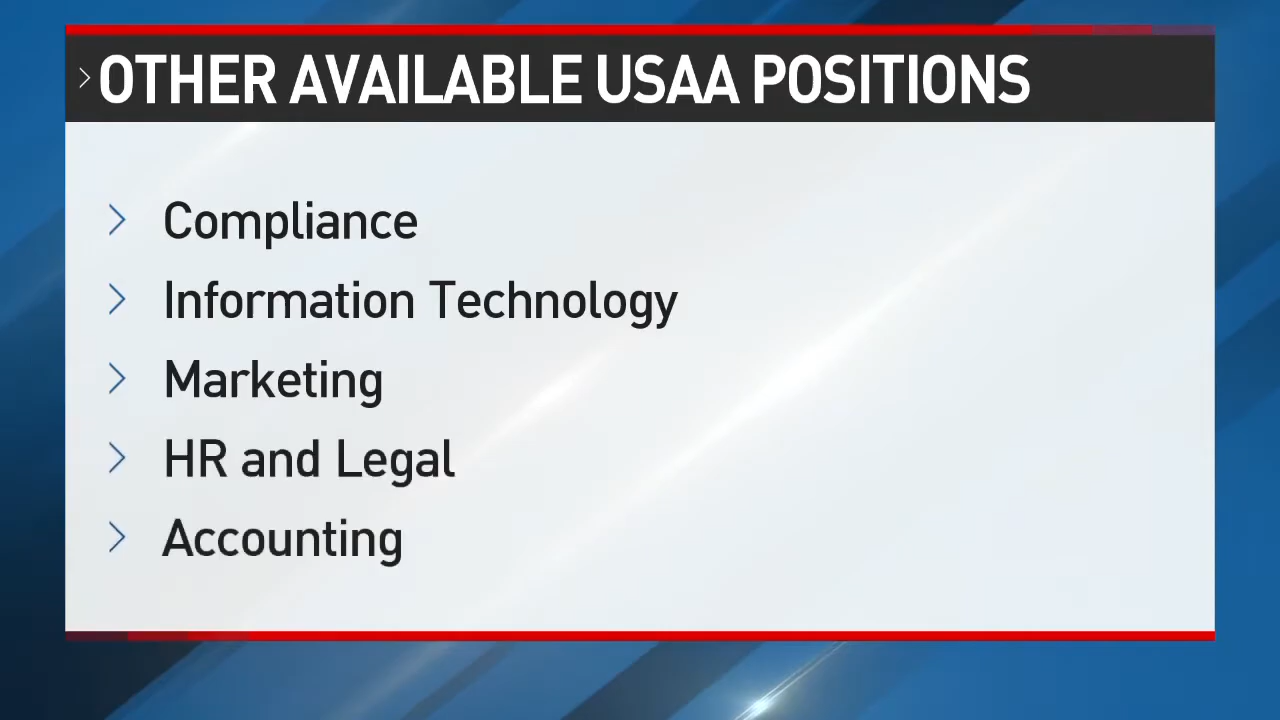 OTHER AVAILABLE USAA POSITIONS
Compliance
Information Technology
Marketing
HR and Legal
Accounting